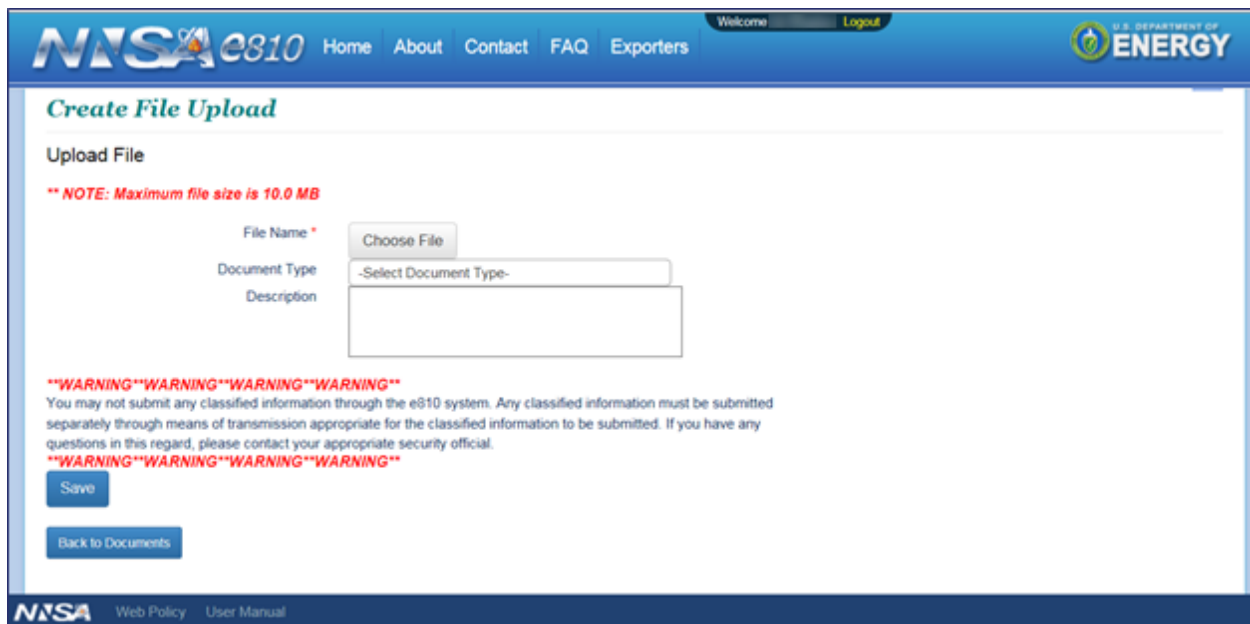 Welcome Logout
NNSA e810 Home About Contact FAQ Exporters
U.S. DEPARTMENT OF
ENERGY
Create File Upload
Upload File
** NOTE: Maximum file size is 10.0 MB
File Name *
Choose File
Document Type
-Select Document Type-
Description
**WARNING**WARNING**WARNING**WARNING**
You may not submit any classified information through the e810 system. Any classified information must be submitted
separately through means of transmission appropriate for the classified information to be submitted. If you have any
questions in this regard, please contact your appropriate security official.
**WARNING**WARNING**WARNING**WARNING**
Save
Back to Documents
NNSA Web Policy User Manual